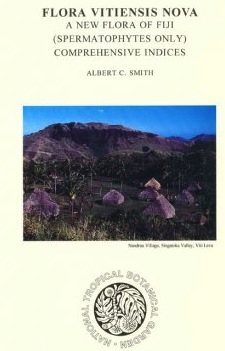 FLORA VITIENSIS NOVA
A NEW FLORA OF FIJI
(SPERMATOPHYTES ONLY)
COMPREHENSIVE INDICES
ALBERT C. SMITH
Nandrau Village, Singatoka Valley, Viti Levu
NATIONAL TROPICAL BOTANICAL GARDEN